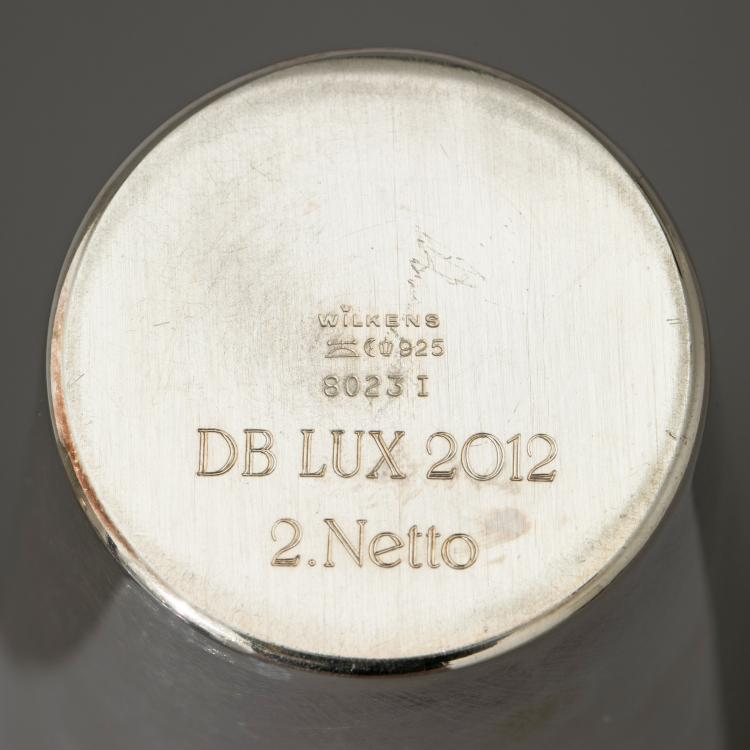 WILKENS
925
8023 I
DB LUX 2012
2.Netto